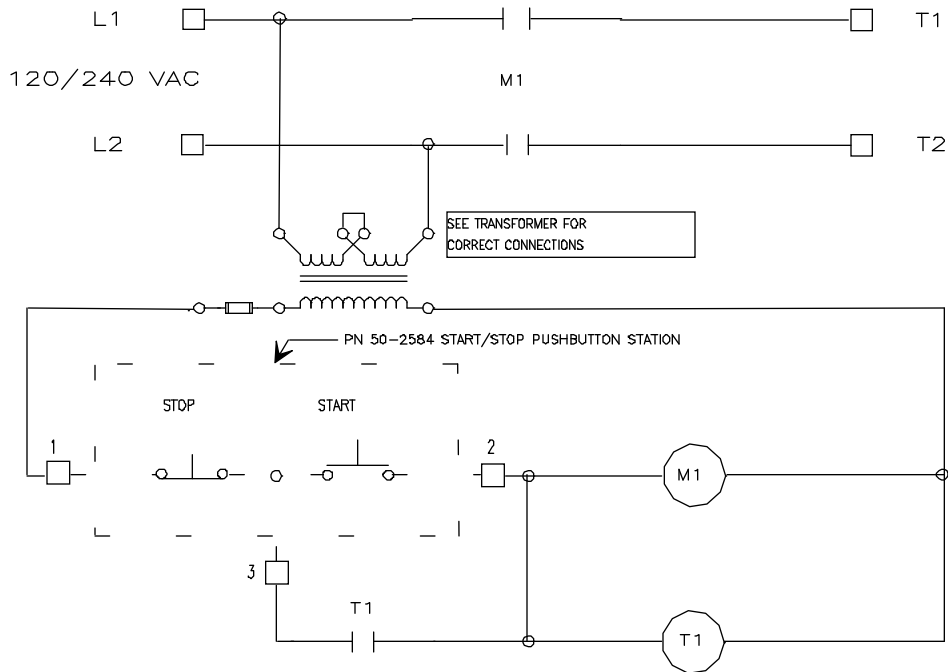 L1
T1
120/240 VAC
M1
L2
T2
SEE TRANSFORMER FOR
CORRECT CONNECTIONS
PN 50-2584 START/STOP PUSHBUTTON STATION
STOP
START
1
2
M1
3
T1
T1